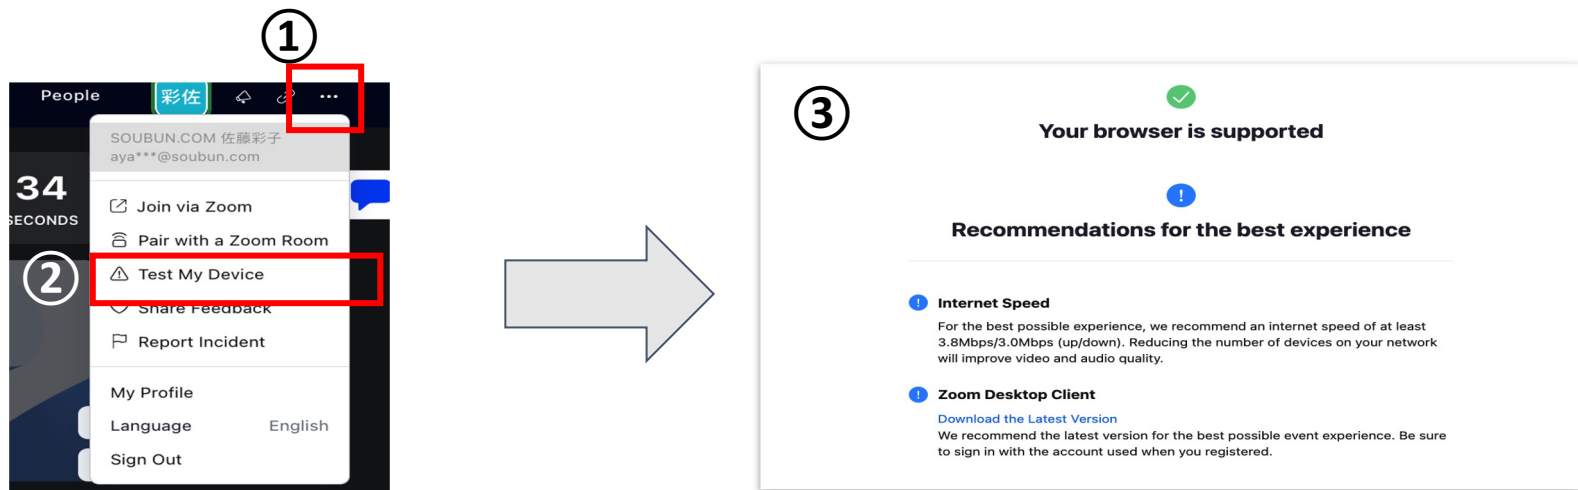 ①
People 彩佐 ...
SOUBUN.COM 佐藤彩子
aya***@soubun.com
34
SECONDS
Join via Zoom
Pair with a Zoom Room
②
Test My Device
Share Feedback
Report Incident
My Profile
Language English
Sign Out
③
Your browser is supported
Recommendations for the best experience
Internet Speed
For the best possible experience, we recommend an internet speed of at least
3.8Mbps/3.0Mbps (up/down). Reducing the number of devices on your network
will improve video and audio quality.
Zoom Desktop Client
Download the Latest Version
We recommend the latest version for the best possible event experience. Be sure
to sign in with the account used when you registered.